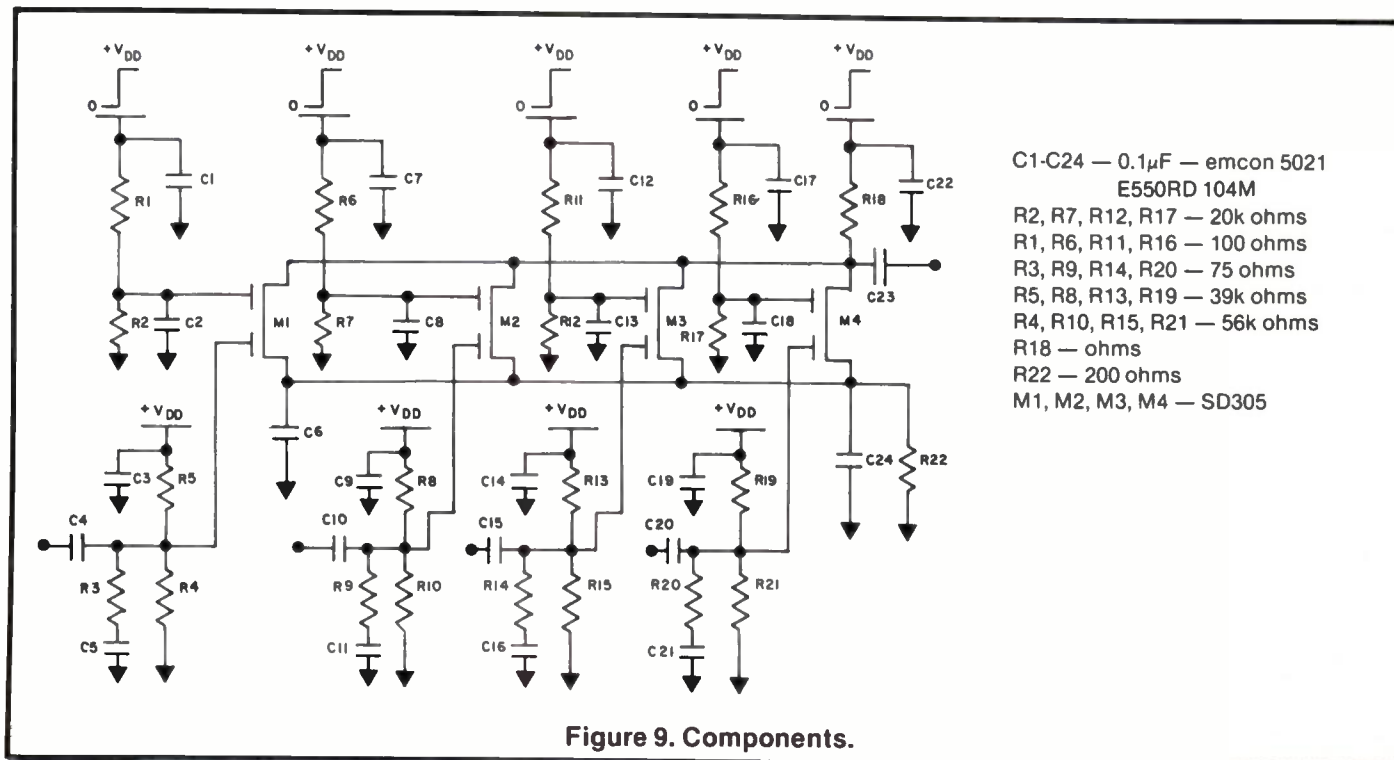 +VDD +VDD +VDD +VDD +VDD
O O O O O
C1 C7 C12 C17 C22
R1 R6 R11 R16 R18
C23
R2 C2 M1 R7 C8 M2 R12 C13 M3 R17 C18 M4
+VDD +VDD +VDD +VDD
C6
C3 R5 C9 R8 C14 R13 C19 R19 C24 R22
C4 C10 C15 C20
R3 R4 R9 R10 R14 R15 R20 R21
C5 C11 C16 C21
C1-C24 — 0.1µF — emcon 5021
E550RD 104M
R2, R7, R12, R17 — 20k ohms
R1, R6, R11, R16 — 100 ohms
R3, R9, R14, R20 — 75 ohms
R5, R8, R13, R19 — 39k ohms
R4, R10, R15, R21 — 56k ohms
R18 — ohms
R22 — 200 ohms
M1, M2, M3, M4 — SD305
Figure 9. Components.